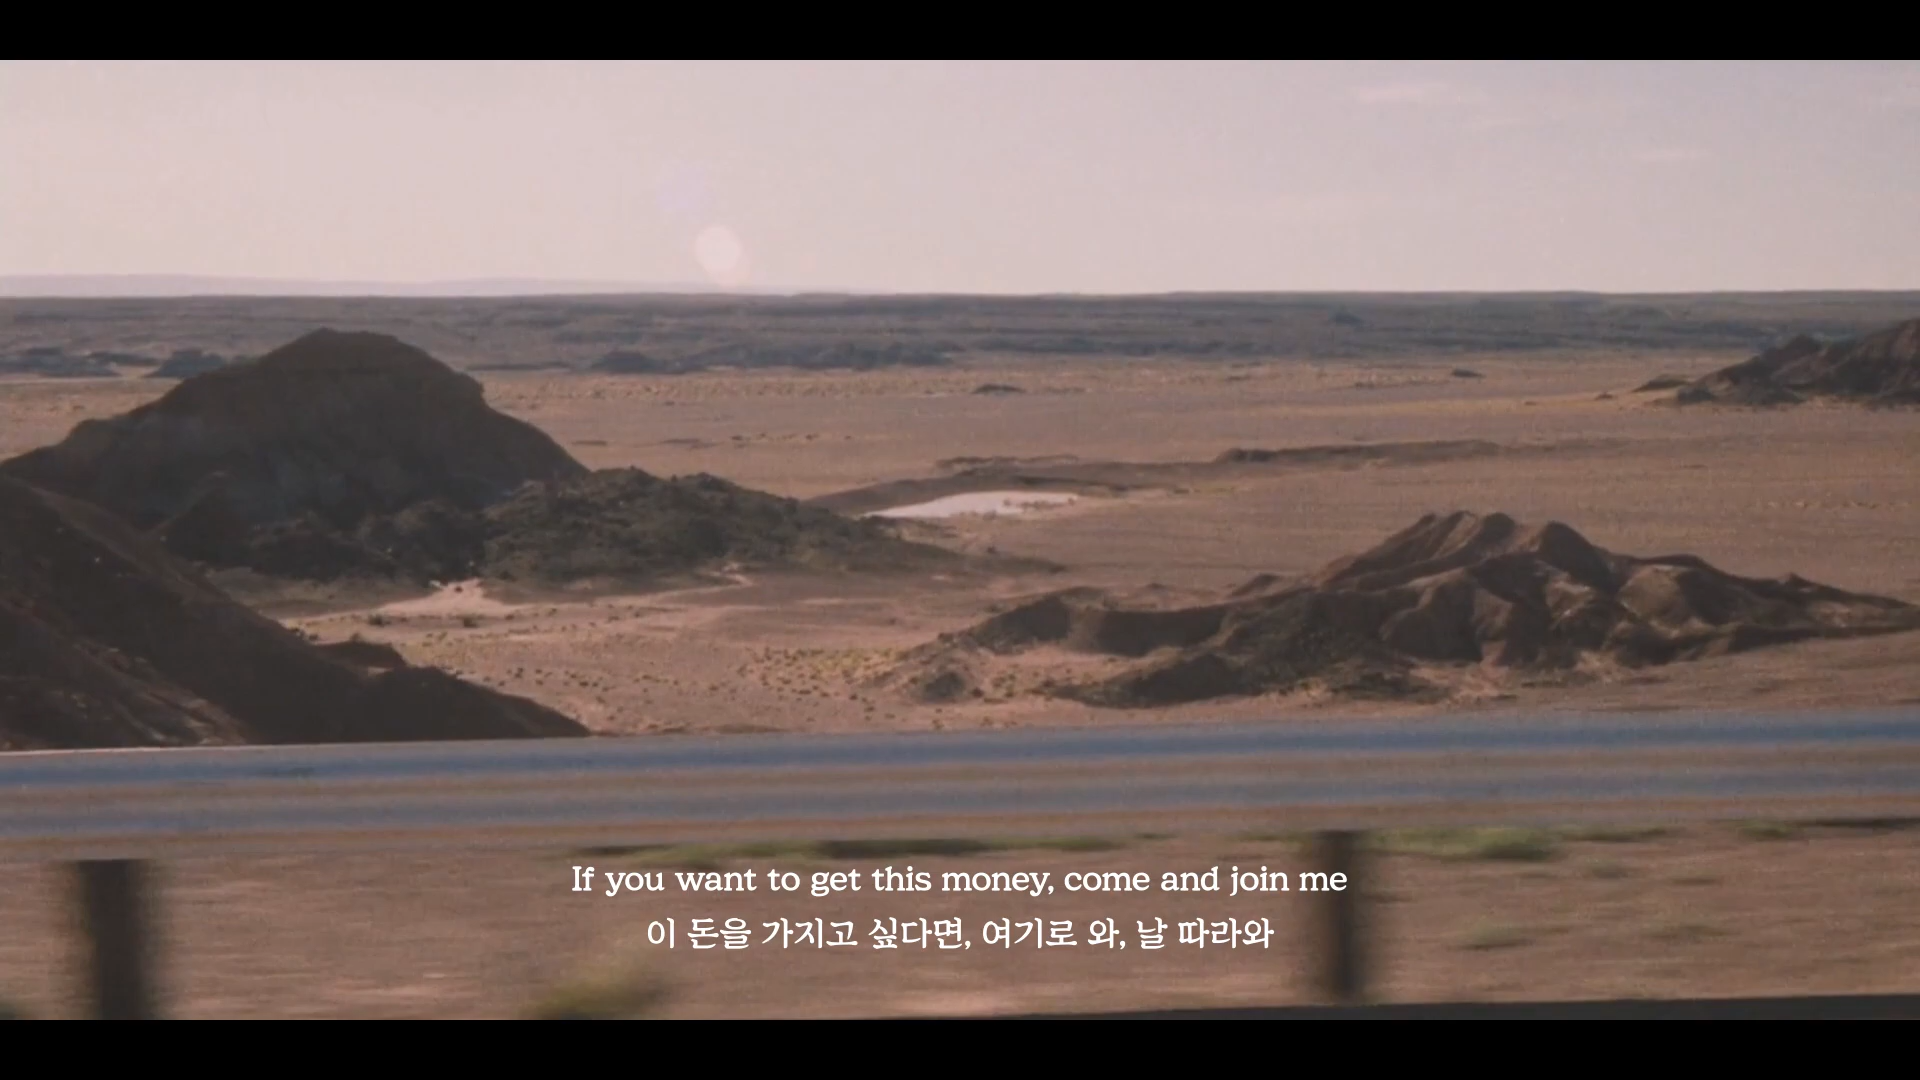 If you want to get this money, come and join me
이 돈을 가지고 싶다면, 여기로 와, 날 따라와